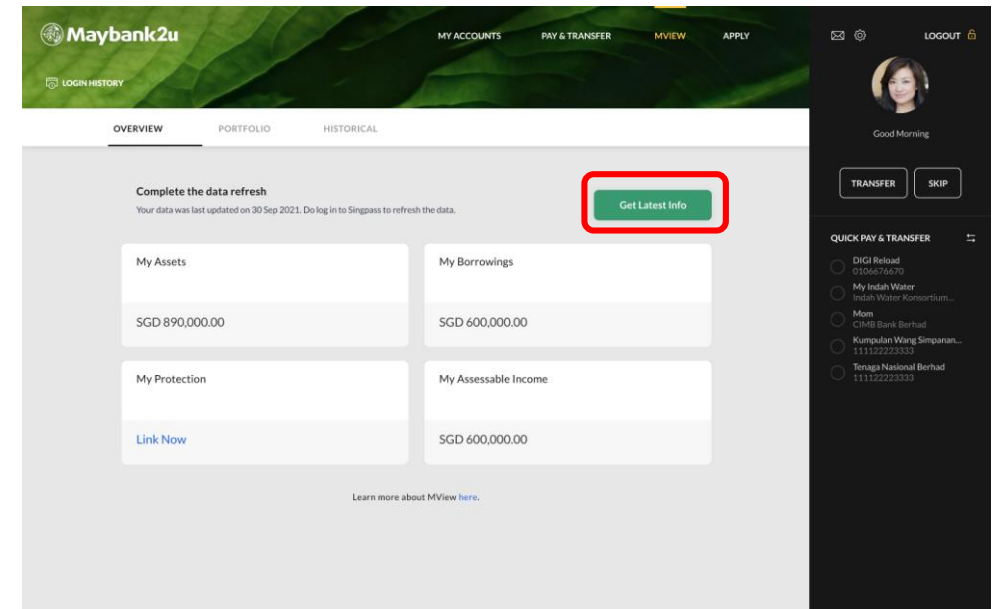 Maybank2u
MY ACCOUNTS
PAY & TRANSFER
MVIEW
APPLY
LOGOUT
LOGIN HISTORY
OVERVIEW
PORTFOLIO
HISTORICAL
Good Morning
TRANSFER
SKIP
Complete the data refresh
Your data was last updated on 30 Sep 2021. Do log in to Singpass to refresh the data.
Get Latest Info
My Assets
SGD 890,000.00
My Borrowings
SGD 600,000.00
My Protection
Link Now
My Assessable Income
SGD 600,000.00
Learn more about MView here.
QUICK PAY & TRANSFER
DIGI Reload
0106676670
My Indah Water
Indah Water Konsortium...
Mom
CIMB Bank Berhad
Kumpulan Wang Simpanan...
111122223333
Tenaga Nasional Berhad
111122223333